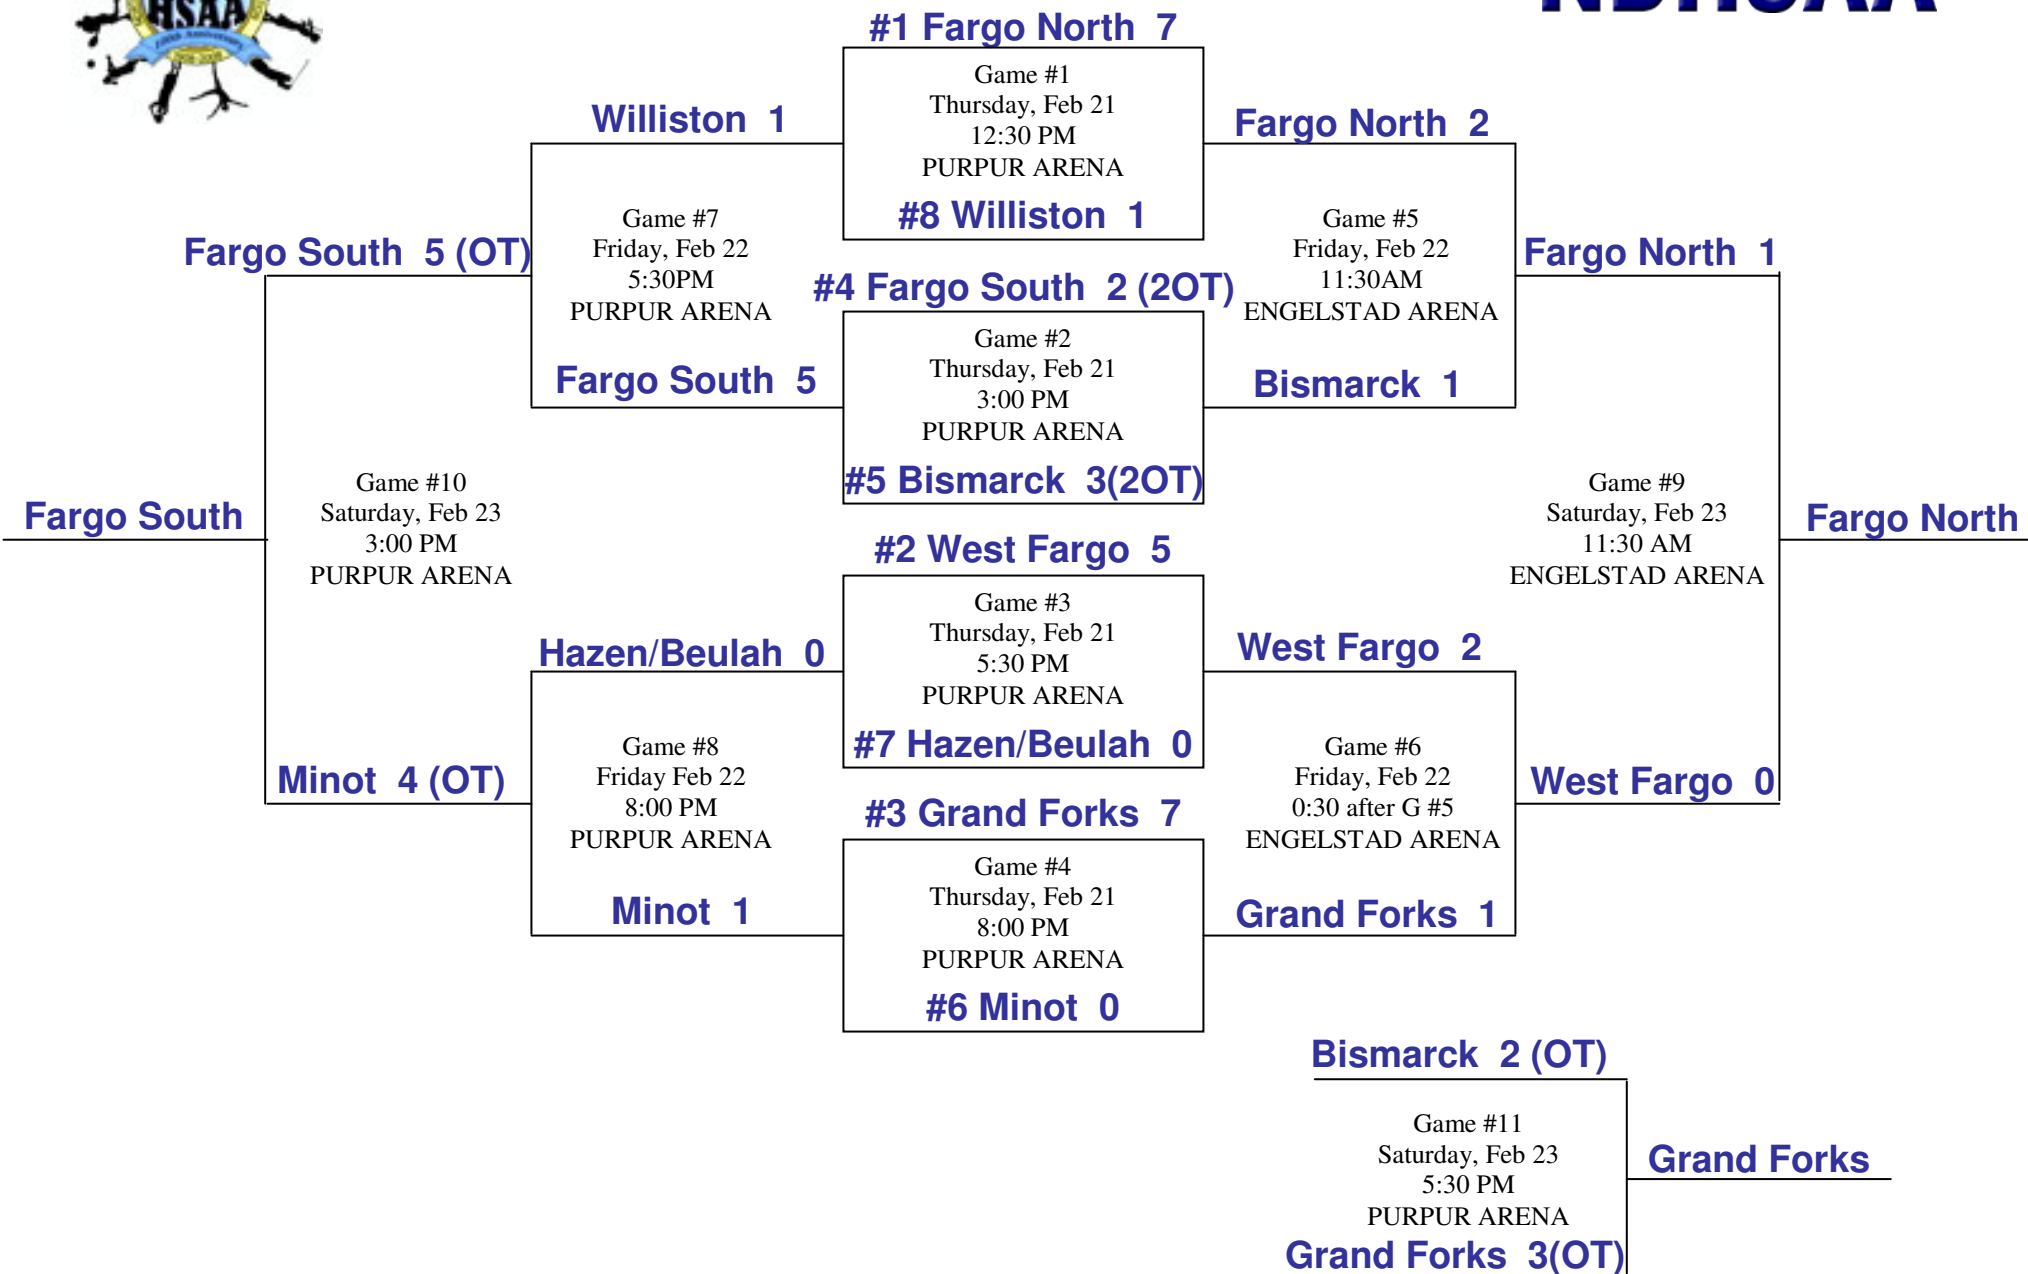 HSAA
NDHSAA
#1 Fargo North 7
Game #1
Thursday, Feb 21
12:30 PM
PURPUR ARENA
#8 Williston 1
Williston 1
Fargo North 2
Game #7
Friday, Feb 22
5:30PM
PURPUR ARENA
Game #5
Friday, Feb 22
11:30AM
ENGELSTAD ARENA
Fargo South 5 (OT)
Fargo North 1
#4 Fargo South 2 (2OT)
Game #2
Thursday, Feb 21
3:00 PM
PURPUR ARENA
#5 Bismarck 3(2OT)
Fargo South 5
Bismarck 1
Fargo South
Game #10
Saturday, Feb 23
3:00 PM
PURPUR ARENA
Game #9
Saturday, Feb 23
11:30 AM
ENGELSTAD ARENA
Fargo North
#2 West Fargo 5
Game #3
Thursday, Feb 21
5:30 PM
PURPUR ARENA
#7 Hazen/Beulah 0
Hazen/Beulah 0
West Fargo 2
Game #8
Friday Feb 22
8:00 PM
PURPUR ARENA
Game #6
Friday, Feb 22
0:30 after G #5
ENGELSTAD ARENA
Minot 4 (OT)
West Fargo 0
#3 Grand Forks 7
Game #4
Thursday, Feb 21
8:00 PM
PURPUR ARENA
#6 Minot 0
Minot 1
Grand Forks 1
Bismarck 2 (OT)
Game #11
Saturday, Feb 23
5:30 PM
PURPUR ARENA
Grand Forks 3(OT)
Grand Forks